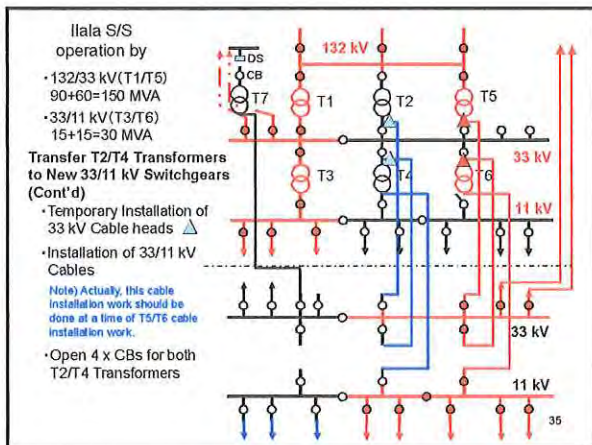 Ilala S/S
operation by
・132/33 kV(T1/T5)
90+60=150 MVA
・33/11 kV(T3/T6)
15+15=30 MVA
Transfer T2/T4 Transformers
to New 33/11 kV Switchgears
(Cont'd)
・Temporary Installation of
33 kV Cable heads
・Installation of 33/11 kV
Cables
Note) Actually, this cable
installation work should be
done at a time of T5/T6 cable
installation work.
・Open 4 x CBs for both
T2/T4 Transformers
DS
CB
T7
132 kV
T1
T2
T5
33 kV
T3
T4
T6
11 kV
33 kV
11 kV
35